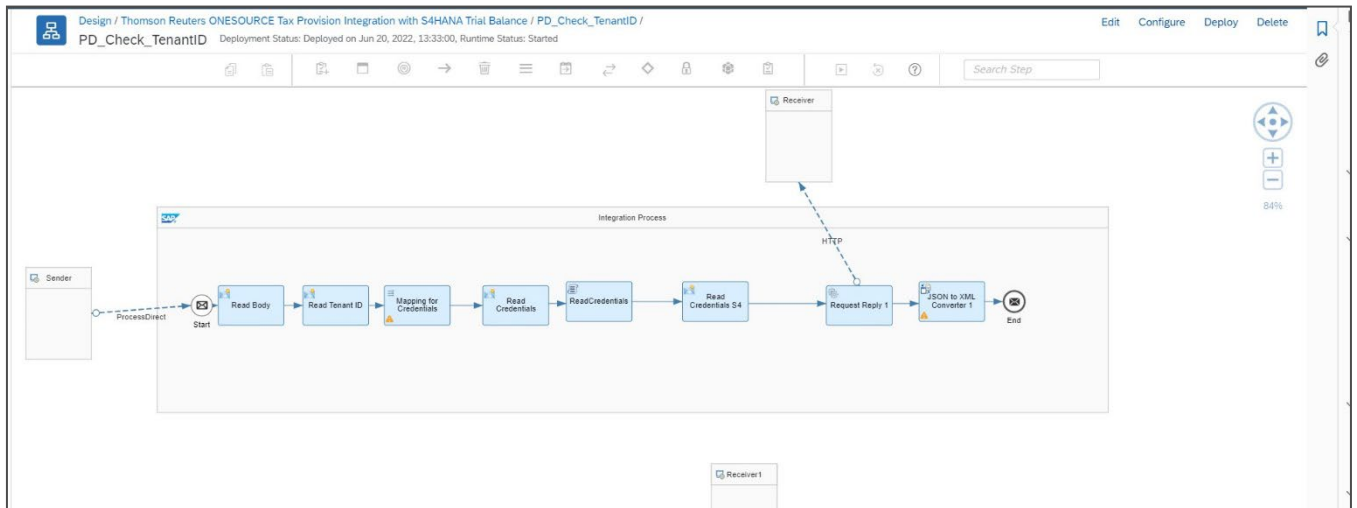 Design / Thomson Reuters ONESOURCE Tax Provision Integration with S4HANA Trial Balance / PD_Check_TenantID /
Edit Configure Deploy Delete
PD_Check_TenantID Deployment Status: Deployed on Jun 20, 2022, 13:33:00, Runtime Status: Started
Search Step
Receiver
84%
SAP
Integration Process
HTTP
Sender
ProcessDirect
Start
Read Body
Read Tenant ID
Mapping for
Credentials
Read
Credentials
ReadCredentials
Read
Credentials S4
Request Reply 1
JSON to XML
Converter 1
End
Receiver1